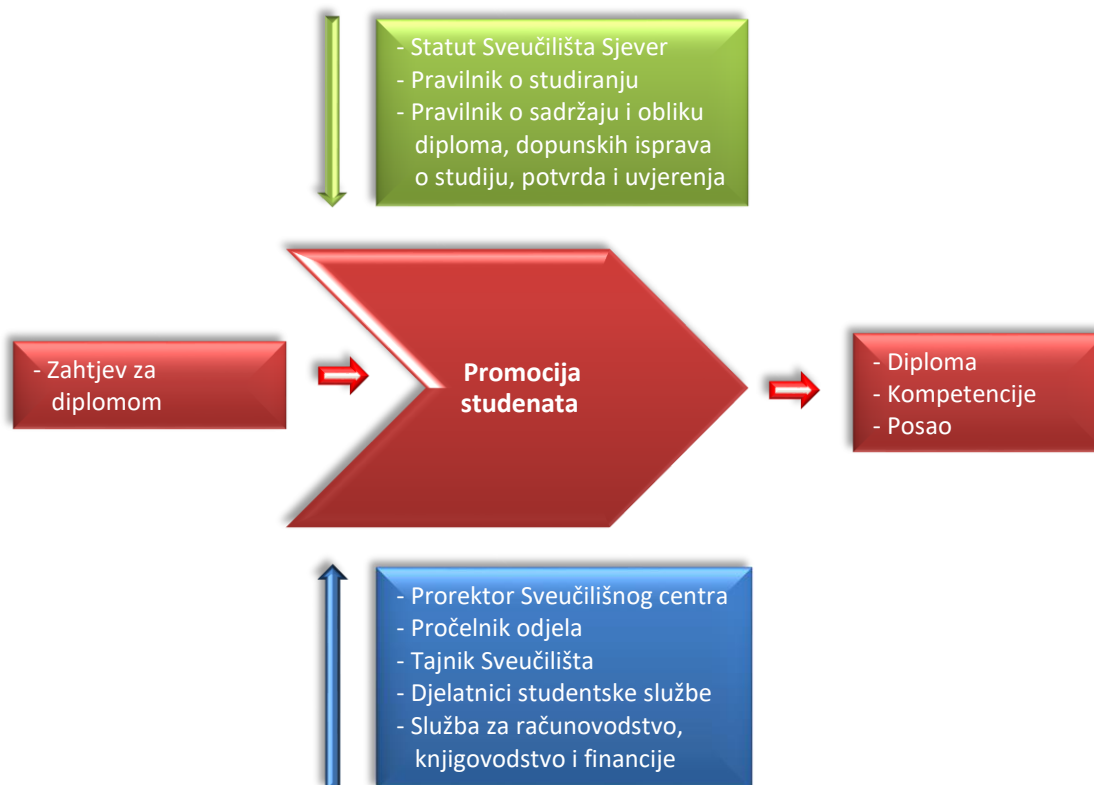 - Statut Sveučilišta Sjever
- Pravilnik o studiranju
- Pravilnik o sadržaju i obliku
diploma, dopunskih isprava
o studiju, potvrda i uvjerenja
- Zahtjev za
diplomom
Promocija
studenata
- Diploma
- Kompetencije
- Posao
- Prorektor Sveučilišnog centra
- Pročelnik odjela
- Tajnik Sveučilišta
- Djelatnici studentske službe
- Služba za računovodstvo,
knjigovodstvo i financije